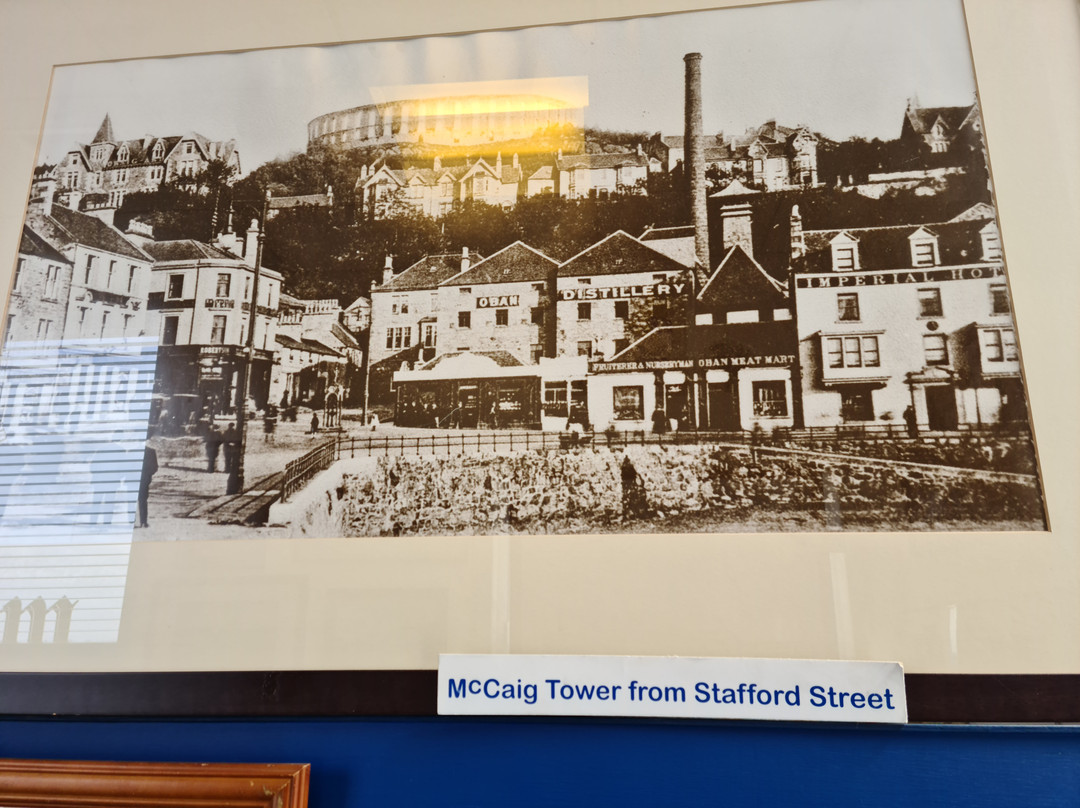 OBAN
DISTILLERY
IMPERIAL HOT
FRUITERER & NURSERYMAN OBAN MEAT MART
McCaig Tower from Stafford Street